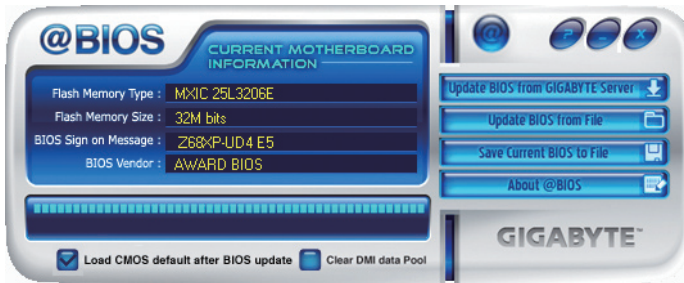 @BIOS
CURRENT MOTHERBOARD
INFORMATION
Flash Memory Type : MXIC 25L3206E
Flash Memory Size : 32M bits
BIOS Sign on Message : Z68XP-UD4 E5
BIOS Vendor : AWARD BIOS
Load CMOS default after BIOS update
Clear DMI data Pool
@
?
_
X
Update BIOS from GIGABYTE Server
Update BIOS from File
Save Current BIOS to File
About @BIOS
GIGABYTE™